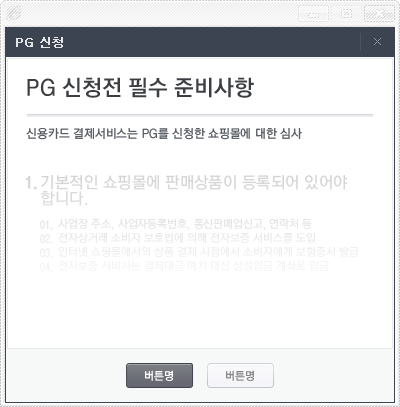 PG 신청
PG 신청전 필수 준비사항
신용카드 결제서비스는 PG를 신청한 쇼핑몰에 대한 심사
1. 기본적인 쇼핑몰에 판매상품이 등록되어 있어야
합니다.
01. 사업장 주소, 사업자등록번호, 통신판매업신고, 연락처 등
02. 전자상거래 소비자 보호법에 의해 전자보증 서비스를 도입
03. 인터넷 쇼핑몰에서의 상품 결제 시점에서 소비자에게 보험증서 발급
04. 전자보증 서비스는 결제대금 예치 대신
버튼명 버튼명